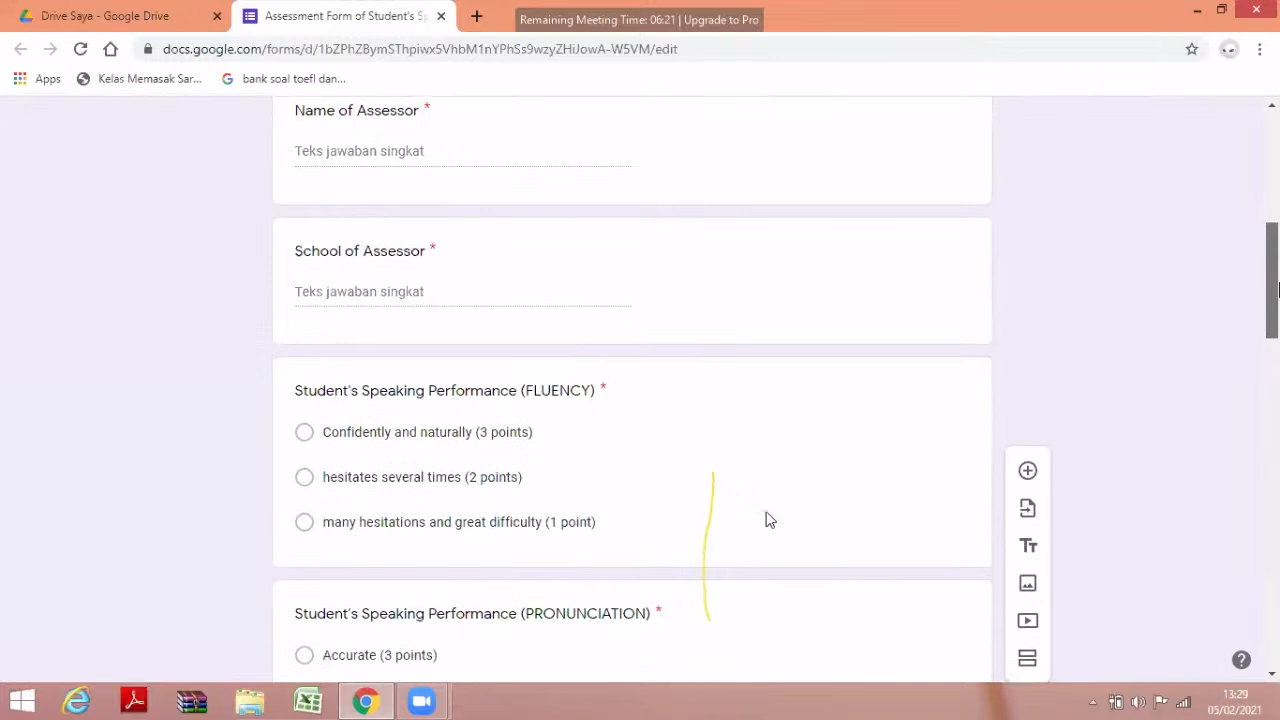 Drive Saya - Google Drive
Assessment Form of Student's Sp
Remaining Meeting Time: 06:21 | Upgrade to Pro
docs.google.com/forms/d/1bZPhZBymSThpiwx5VhbM1nYPhSs9wzyZHiJowA-W5VM/edit
Apps
Kelas Memasak Sar...
bank soal toefl dan...
Name of Assessor *
Teks jawaban singkat
School of Assessor *
Teks jawaban singkat
Student's Speaking Performance (FLUENCY) *
Confidently and naturally (3 points)
hesitates several times (2 points)
many hesitations and great difficulty (1 point)
Student's Speaking Performance (PRONUNCIATION) *
Accurate (3 points)
13:29
05/02/2021